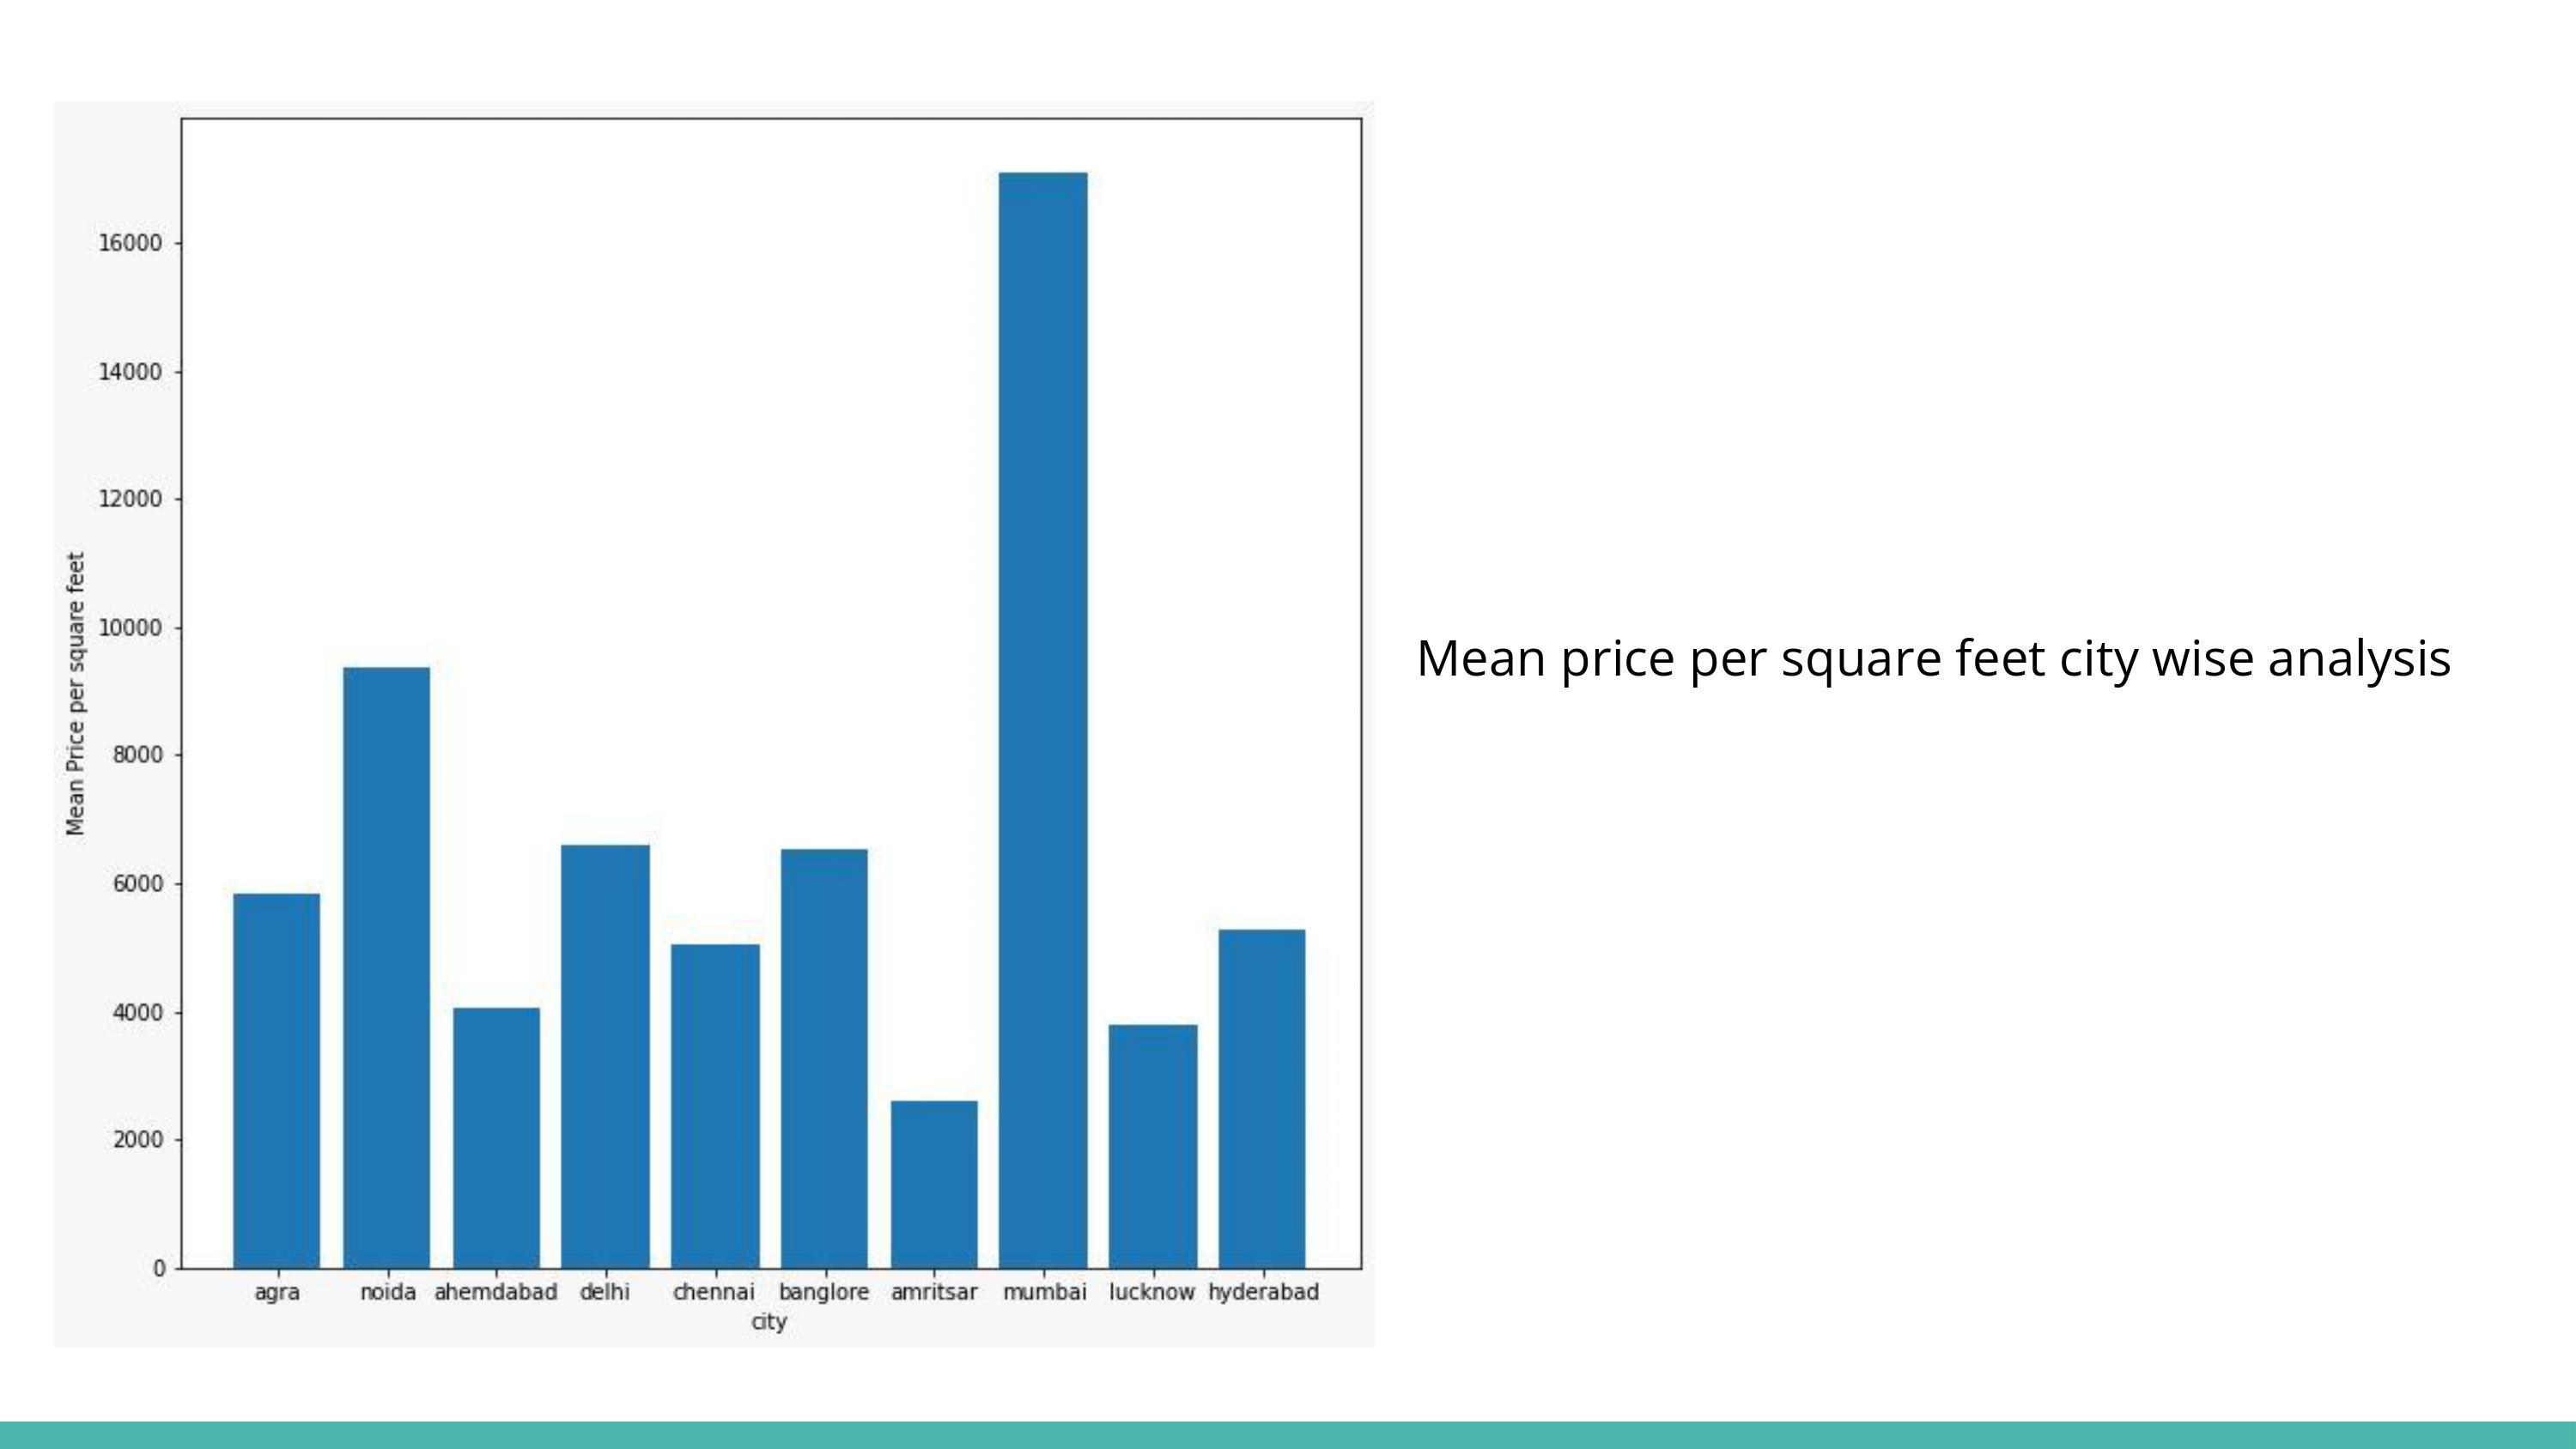 16000
14000
12000
10000
8000
6000
4000
2000
0
Mean Price per square feet
agra noida ahemdabad delhi chennai banglore amritsar mumbai lucknow hyderabad
city
Mean price per square feet city wise analysis